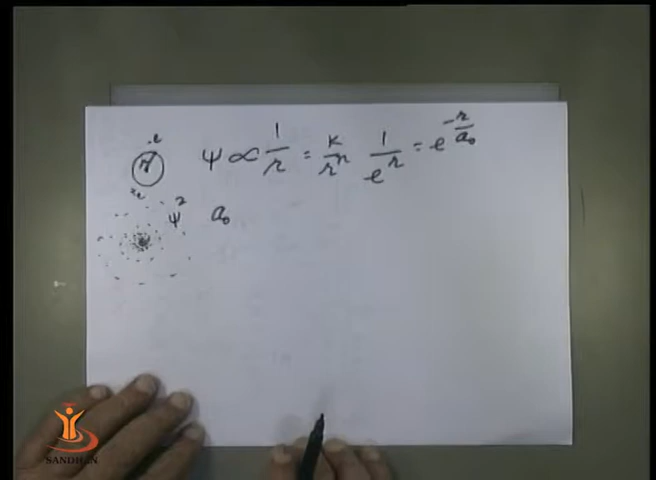 ψ ∝ 1/r = k/rⁿ 1/eʳ = e^(-r/a₀)
ψ² a₀
SANDHAN